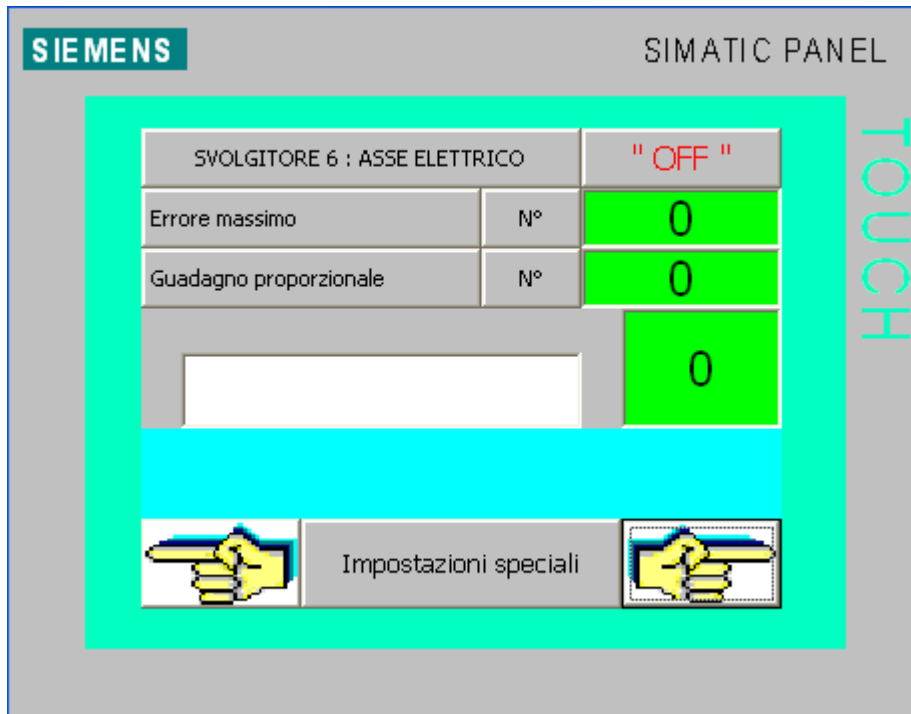 SIEMENS
SIMATIC PANEL
TOUCH
SVOLGITORE 6 : ASSE ELETTRICO
" OFF "
Errore massimo
N°
0
Guadagno proporzionale
N°
0
0
Impostazioni speciali